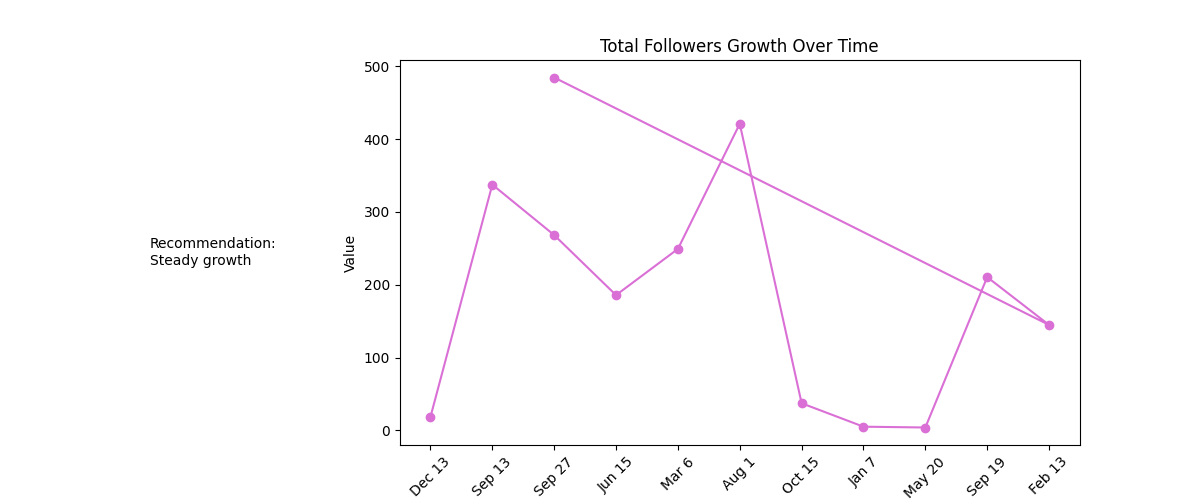 Total Followers Growth Over Time
Recommendation:
Steady growth
Value
500
400
300
200
100
0
Dec 13
Sep 13
Sep 27
Jun 15
Mar 6
Aug 1
Oct 15
Jan 7
May 20
Sep 19
Feb 13